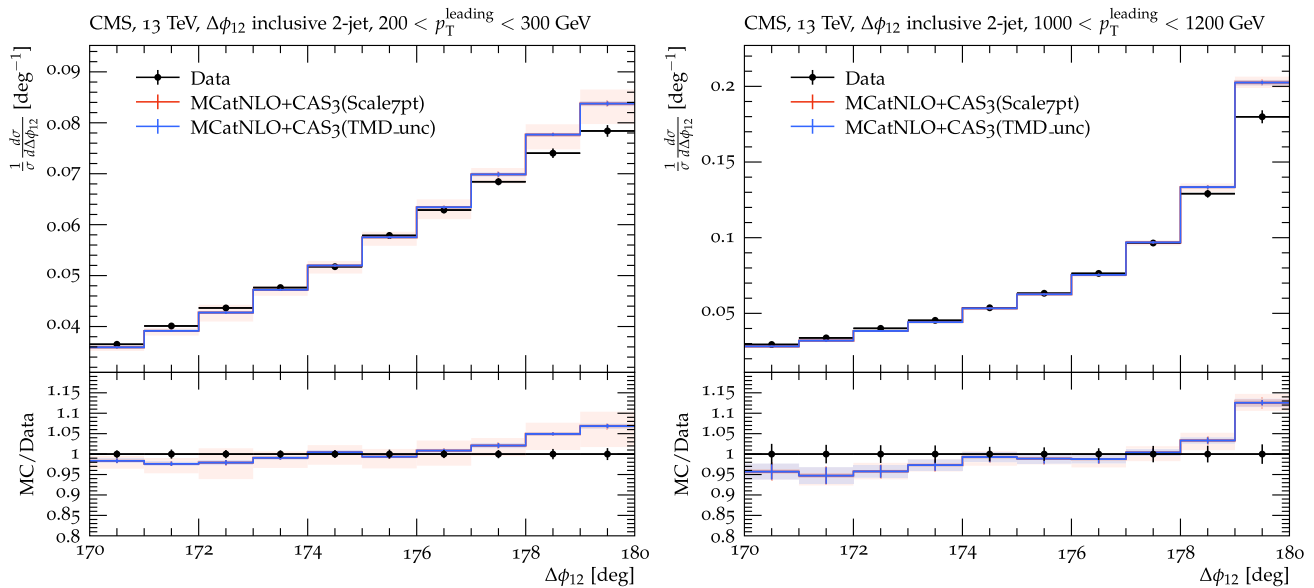 CMS, 13 TeV, Δϕ12 inclusive 2-jet, 200 < pTleading < 300 GeV
1/σ dσ/dΔϕ12 [deg−1]
0.09
0.08
0.07
0.06
0.05
0.04
Data
MCatNLO+CAS3(Scale7pt)
MCatNLO+CAS3(TMD_unc)
MC/Data
1.15
1.1
1.05
1
0.95
0.9
0.85
0.8
170 172 174 176 178 180
Δϕ12 [deg]
CMS, 13 TeV, Δϕ12 inclusive 2-jet, 1000 < pTleading < 1200 GeV
1/σ dσ/dΔϕ12 [deg−1]
0.2
0.15
0.1
0.05
Data
MCatNLO+CAS3(Scale7pt)
MCatNLO+CAS3(TMD_unc)
MC/Data
1.15
1.1
1.05
1
0.95
0.9
0.85
0.8
170 172 174 176 178 180
Δϕ12 [deg]